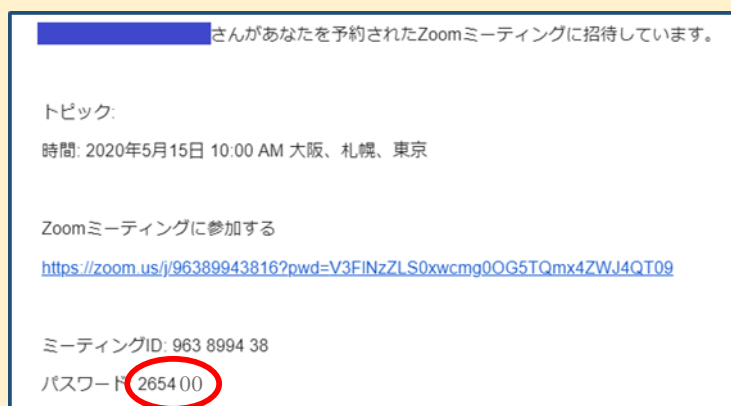 さんがあなたを予約されたZoomミーティングに招待しています。
トピック:
時間: 2020年5月15日 10:00 AM 大阪、札幌、東京
Zoomミーティングに参加する
https://zoom.us/j/96389943816?pwd=V3FlNzZLS0xwcmg0OG5TQmx4ZWJ4QT09
ミーティングID: 963 8994 38
パスワード: 265400